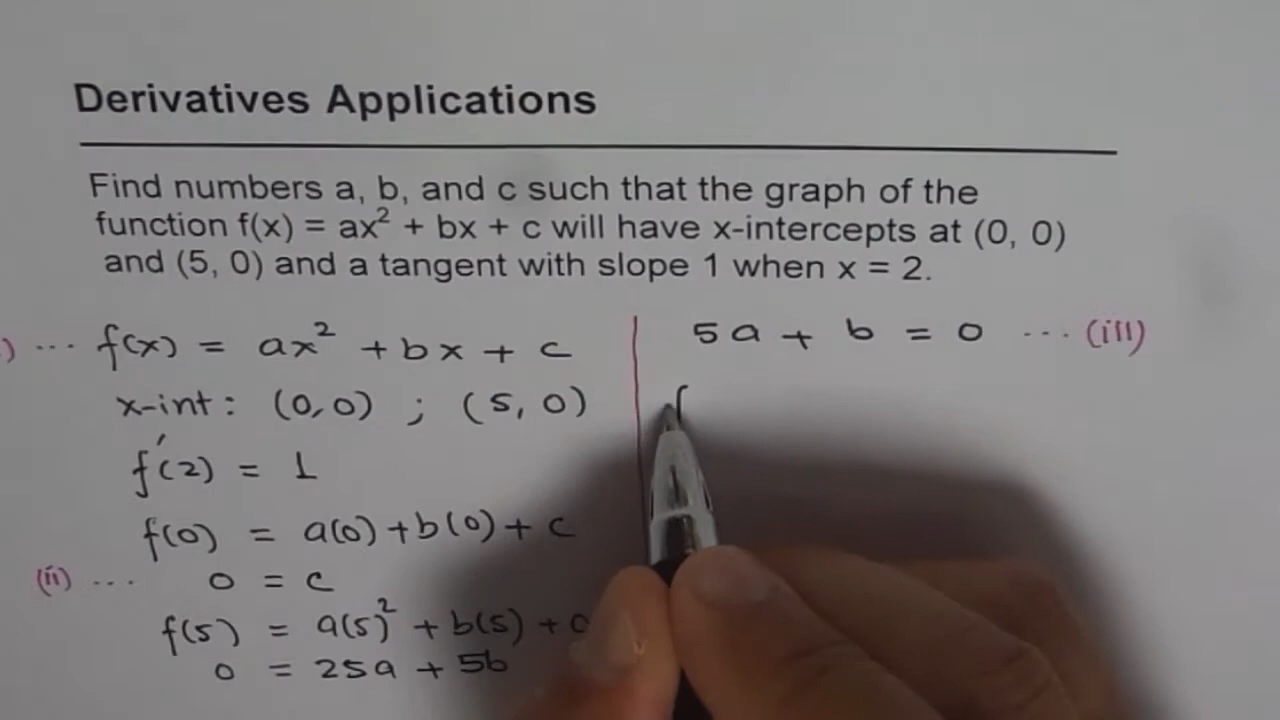 Derivatives Applications
Find numbers a, b, and c such that the graph of the
function f(x) = ax² + bx + c will have x-intercepts at (0, 0)
and (5, 0) and a tangent with slope 1 when x = 2.
) ... f(x) = ax² + bx + c
x-int: (0,0) ; (5, 0)
f'(2) = 1
f(0) = a(0)+b(0)+ c
(ii) ... 0 = c
f(5) = a(5)² + b(5) + 0
0 = 25a + 5b
5a + b = 0 ... (iii)